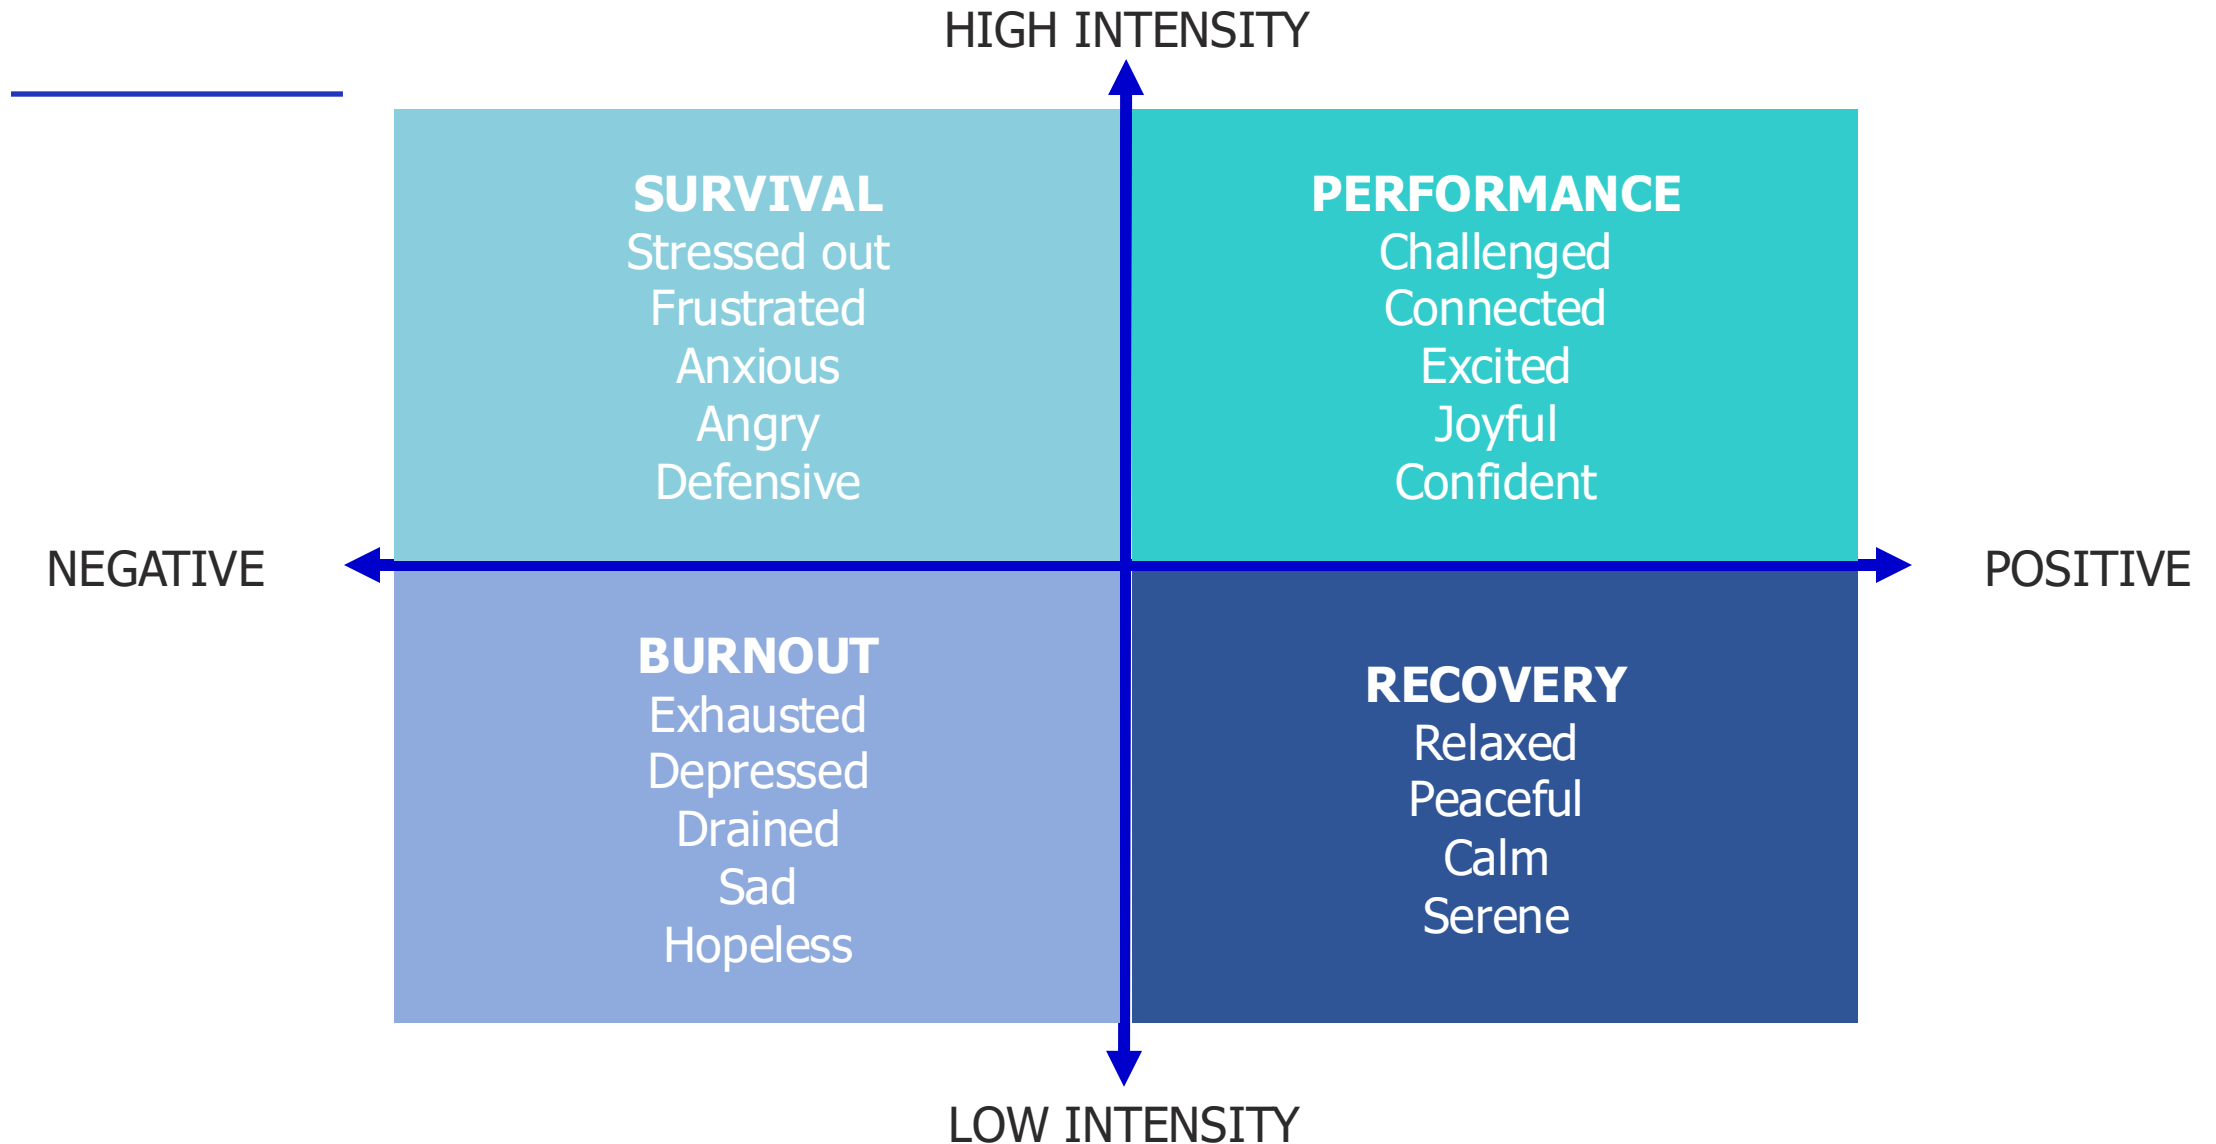 HIGH INTENSITY
SURVIVAL
Stressed out
Frustrated
Anxious
Angry
Defensive
PERFORMANCE
Challenged
Connected
Excited
Joyful
Confident
NEGATIVE
POSITIVE
BURNOUT
Exhausted
Depressed
Drained
Sad
Hopeless
RECOVERY
Relaxed
Peaceful
Calm
Serene
LOW INTENSITY